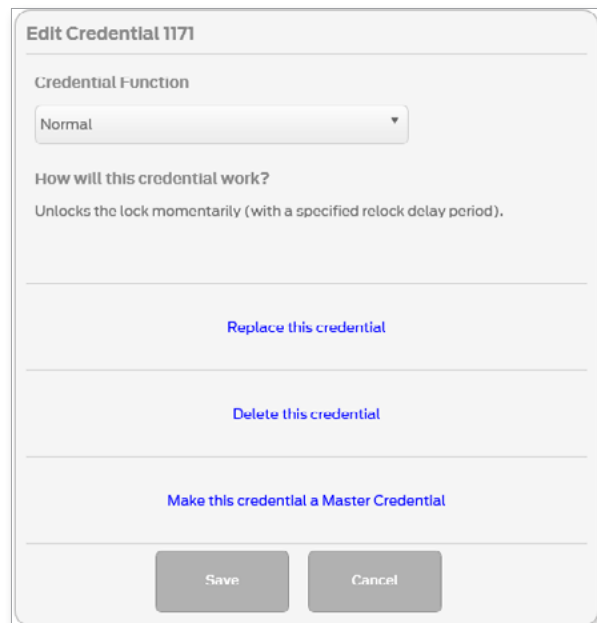 Edit Credential 1171
Credential Function
Normal
How will this credential work?
Unlocks the lock momentarily (with a specified relock delay period).
Replace this credential
Delete this credential
Make this credential a Master Credential
Save
Cancel